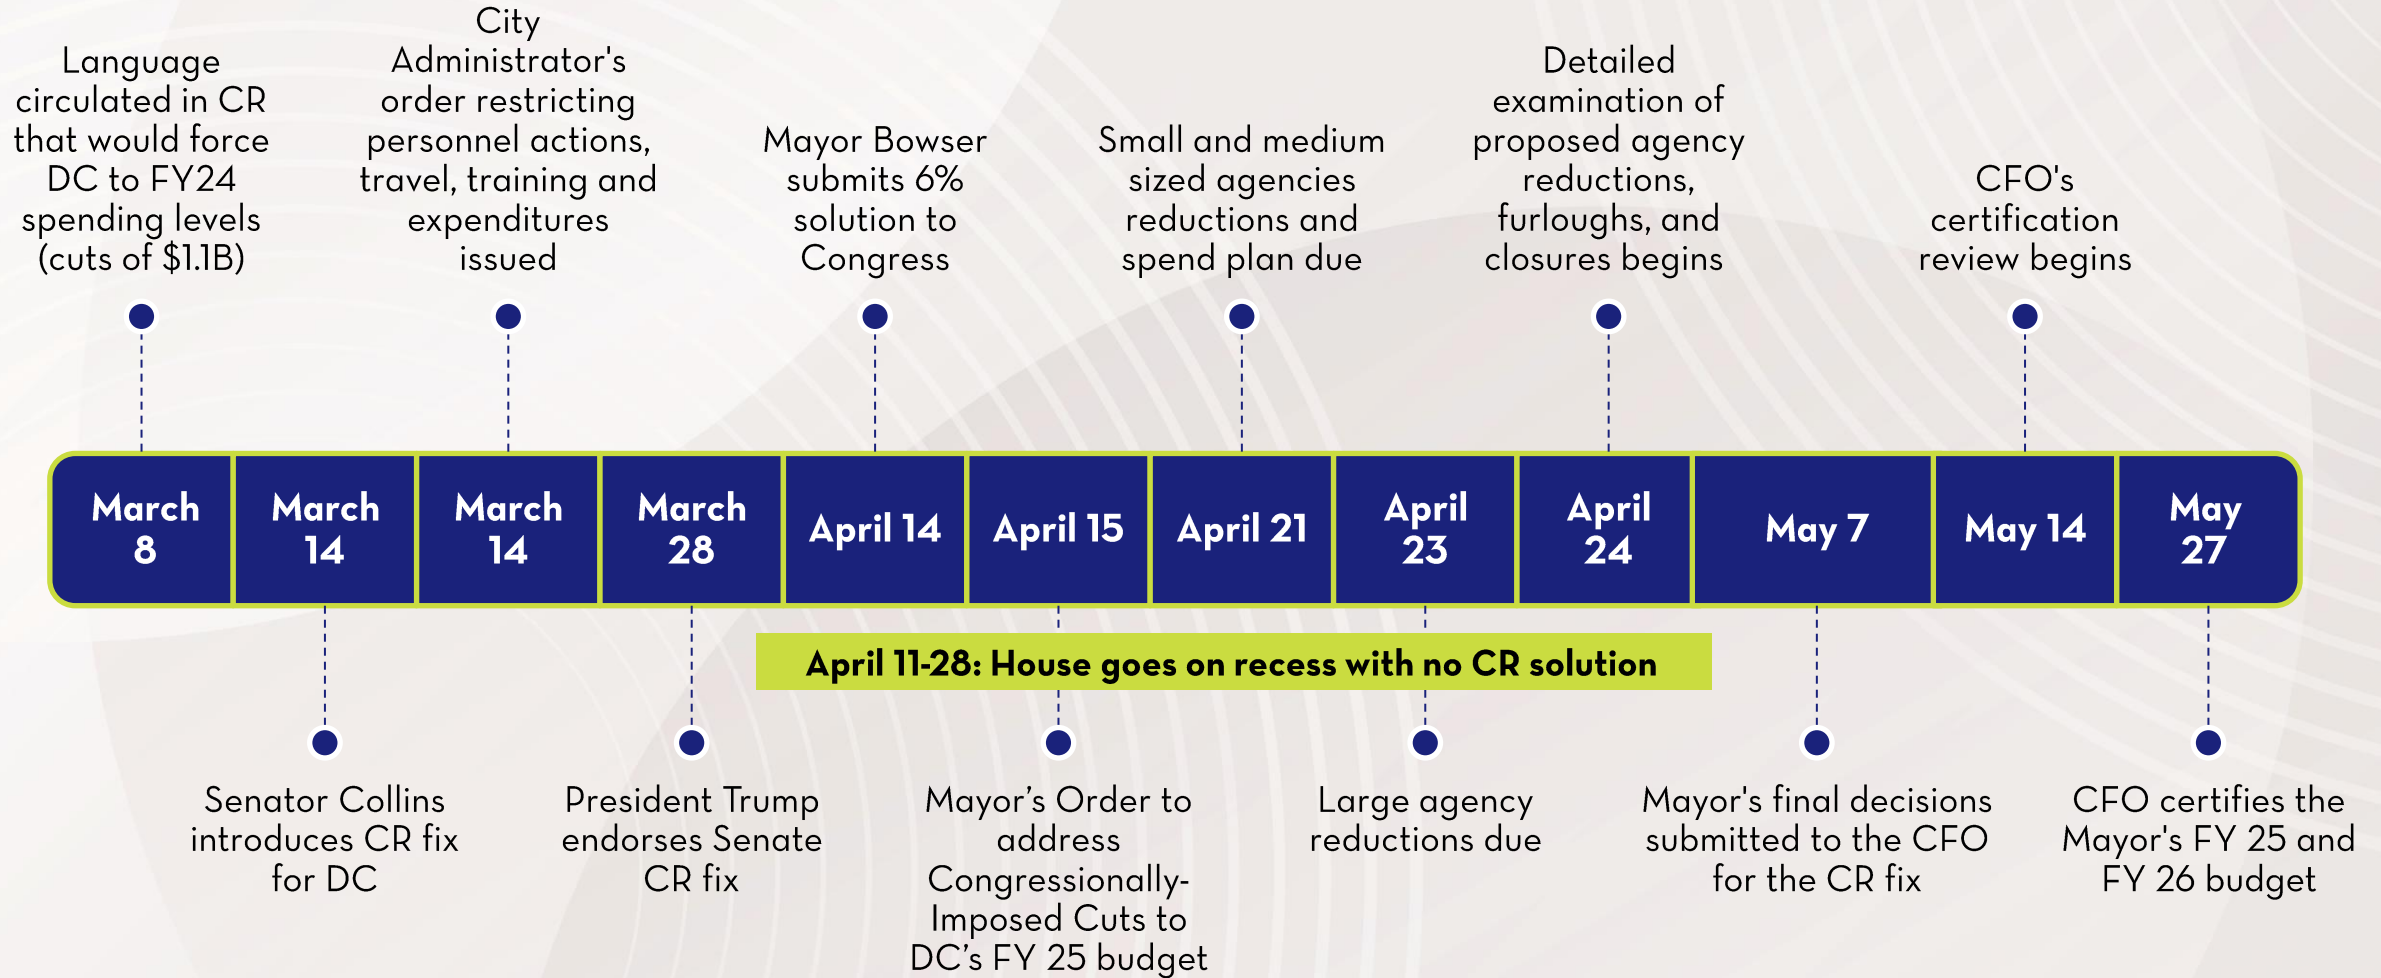 Language
circulated in CR
that would force
DC to FY24
spending levels
(cuts of $1.1B)
City
Administrator's
order restricting
personnel actions,
travel, training and
expenditures
issued
Mayor Bowser
submits 6%
solution to
Congress
Small and medium
sized agencies
reductions and
spend plan due
Detailed
examination of
proposed agency
reductions,
furloughs, and
closures begins
CFO's
certification
review begins
March
8
March
14
March
14
March
28
April 14
April 15
April 21
April
23
April
24
May 7
May 14
May
27
April 11-28: House goes on recess with no CR solution
Senator Collins
introduces CR fix
for DC
President Trump
endorses Senate
CR fix
Mayor’s Order to
address
Congressionally-
Imposed Cuts to
DC’s FY 25 budget
Large agency
reductions due
Mayor's final decisions
submitted to the CFO
for the CR fix
CFO certifies the
Mayor's FY 25 and
FY 26 budget